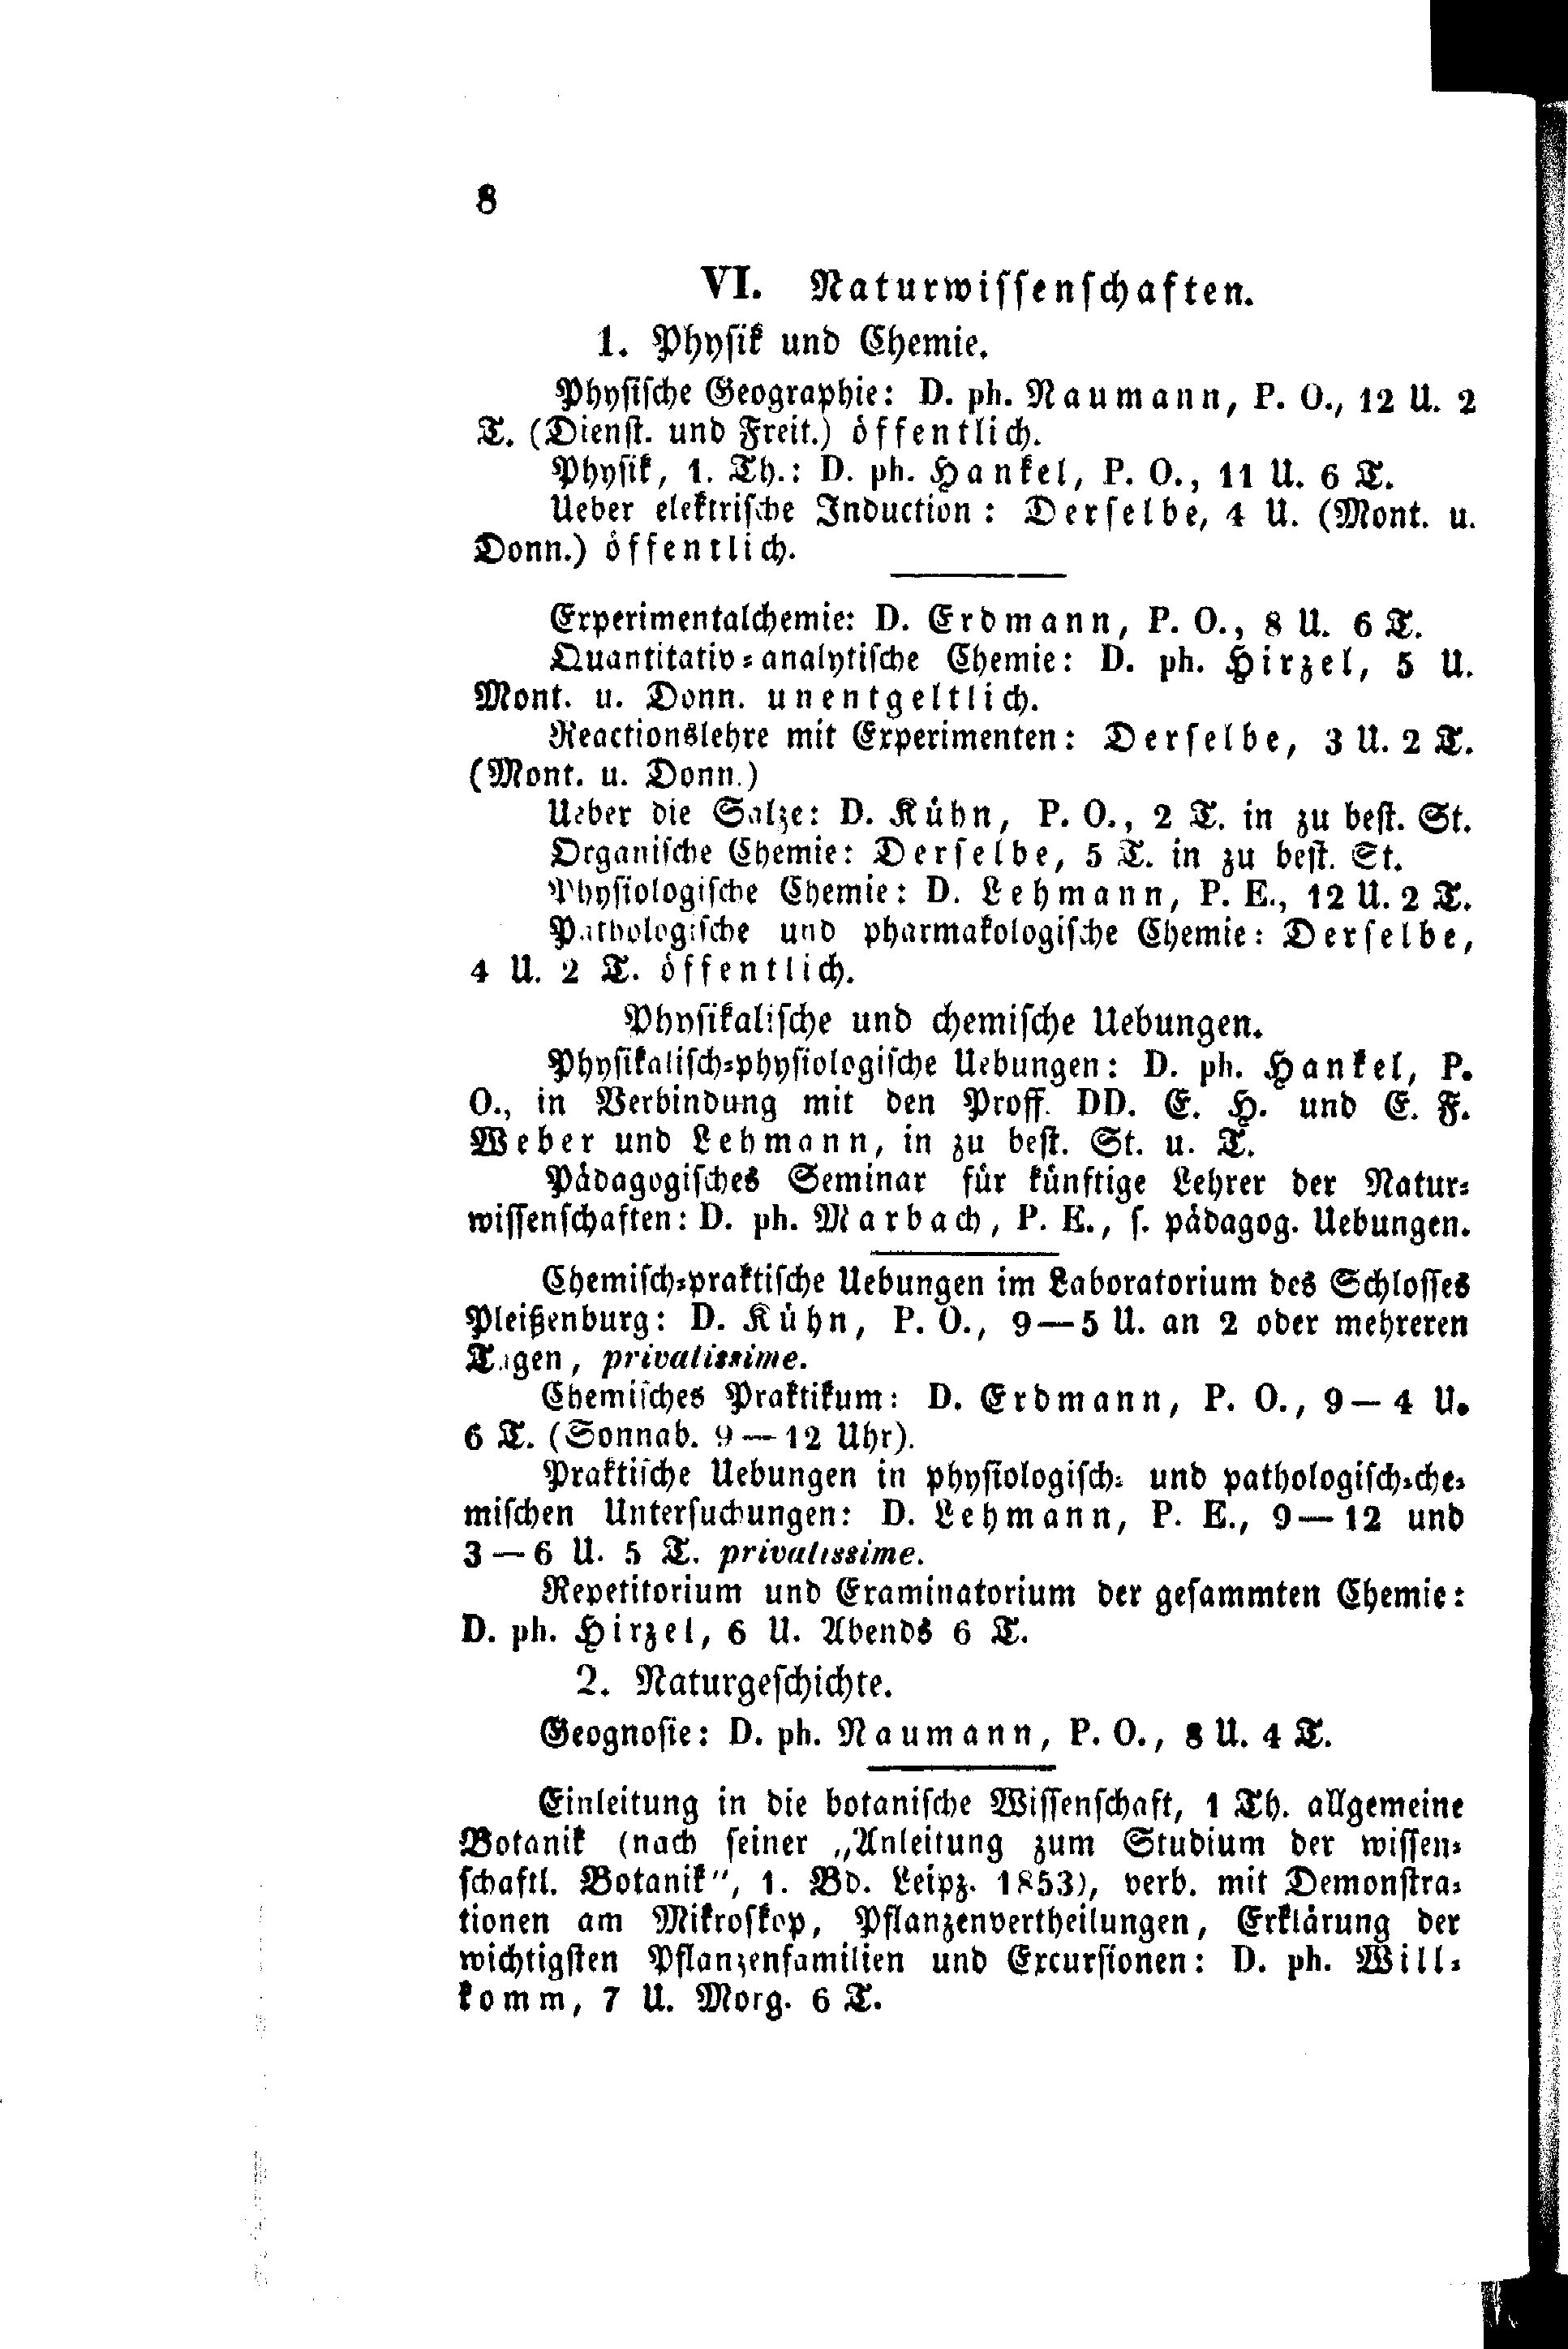 8
VI. Naturwissenschaften.
1. Physik und Chemie.
Physische Geographie: D. ph. Naumann, P. O., 12 U. 2
T. (Dienst. und Freit.) öffentlich.
Physik, 1. Th.: D. ph. Hankel, P. O., 11 U. 6 T.
Ueber elektrische Induction: Derselbe, 4 U. (Mont. u.
Donn.) öffentlich.
Experimentalchemie: D. Erdmann, P. O., 8 U. 6 T.
Quantitativ-analytische Chemie: D. ph. Hirzel, 5 U.
Mont. u. Donn. unentgeltlich.
Reactionslehre mit Experimenten: Derselbe, 3 U. 2 T.
(Mont. u. Donn.)
Ueber die Salze: D. Kühn, P. O., 2 T. in zu best. St.
Organische Chemie: Derselbe, 5 T. in zu best. St.
Physiologische Chemie: D. Lehmann, P. E., 12 U. 2 T.
Pathologische und pharmakologische Chemie: Derselbe,
4 U. 2 T. öffentlich.
Physikalische und chemische Uebungen.
Physikalisch-physiologische Uebungen: D. ph. Hankel, P.
O., in Verbindung mit den Proff. DD. E. H. und E. F.
Weber und Lehmann, in zu best. St. u. T.
Pädagogisches Seminar für künftige Lehrer der Natur-
wissenschaften: D. ph. Marbach, P. E., s. pädagog. Uebungen.
Chemisch-praktische Uebungen im Laboratorium des Schlosses
Pleißenburg: D. Kühn, P. O., 9—5 U. an 2 oder mehreren
Tagen, privatissime.
Chemisches Praktikum: D. Erdmann, P. O., 9—4 U.
6 T. (Sonnab. 9—12 Uhr).
Praktische Uebungen in physiologisch- und pathologisch-che-
mischen Untersuchungen: D. Lehmann, P. E., 9—12 und
3—6 U. 5 T. privatissime.
Repetitorium und Examinatorium der gesammten Chemie:
D. ph. Hirzel, 6 U. Abends 6 T.
2. Naturgeschichte.
Geognosie: D. ph. Naumann, P. O., 8 U. 4 T.
Einleitung in die botanische Wissenschaft, 1 Th. allgemeine
Botanik (nach seiner „Anleitung zum Studium der wissen-
schaftl. Botanik", 1. Bd. Leipz. 1853), verb. mit Demonstra-
tionen am Mikroskop, Pflanzenvertheilungen, Erklärung der
wichtigsten Pflanzenfamilien und Excursionen: D. ph. Will-
komm, 7 U. Morg. 6 T.